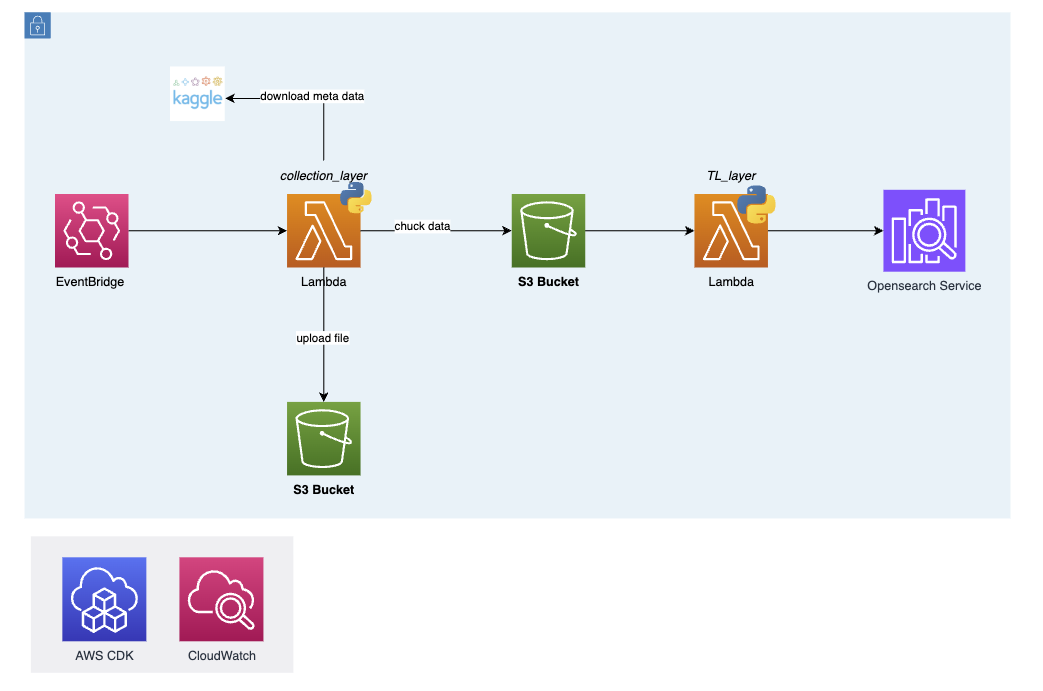 kaggle
download meta data
collection_layer
TL_layer
chuck data
EventBridge
Lambda
S3 Bucket
Lambda
Opensearch Service
upload file
S3 Bucket
AWS CDK
CloudWatch